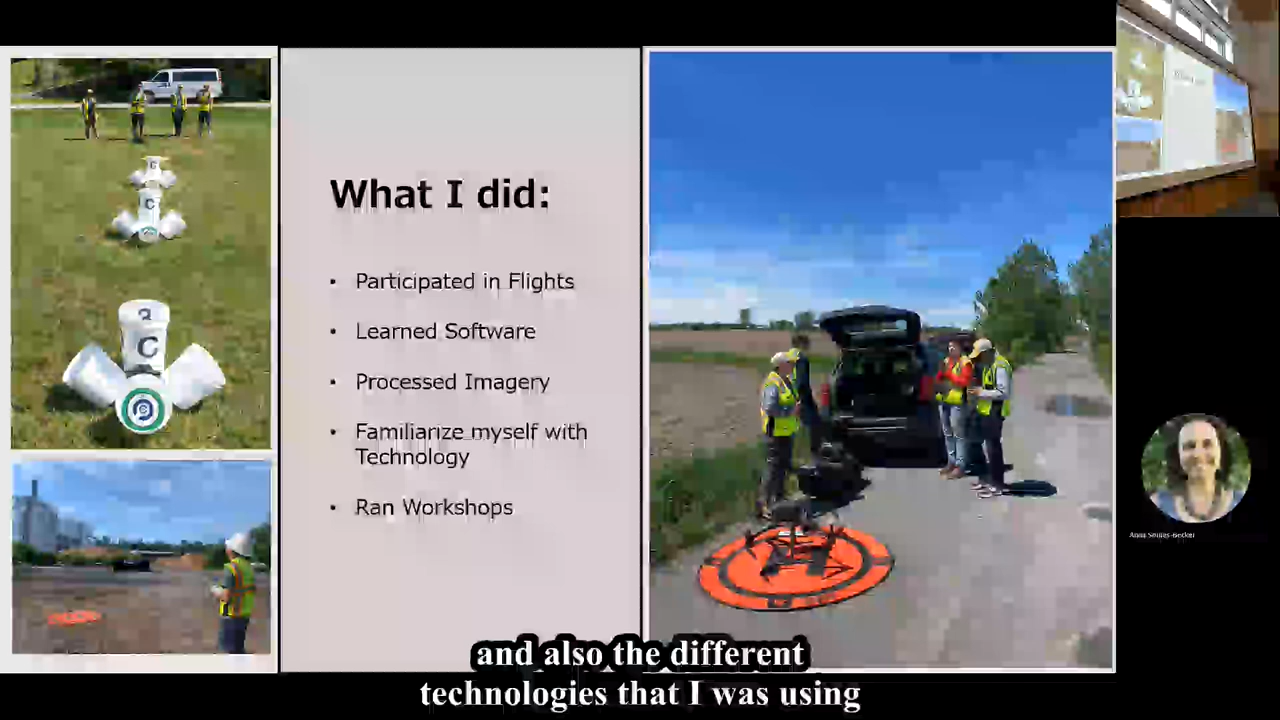 What I did:
• Participated in Flights
• Learned Software
• Processed Imagery
• Familiarize myself with
Technology
• Ran Workshops
C
C
C
and also the different
technologies that I was using